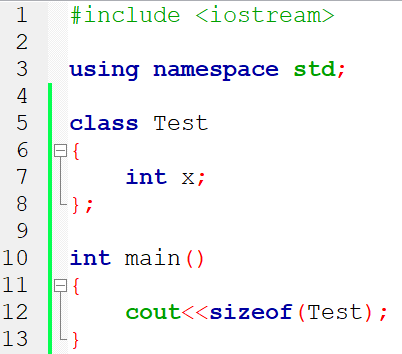 1 #include <iostream>
2
3 using namespace std;
4
5 class Test
6 {
7     int x;
8 };
9
10 int main()
11 {
12     cout<<sizeof(Test);
13 }